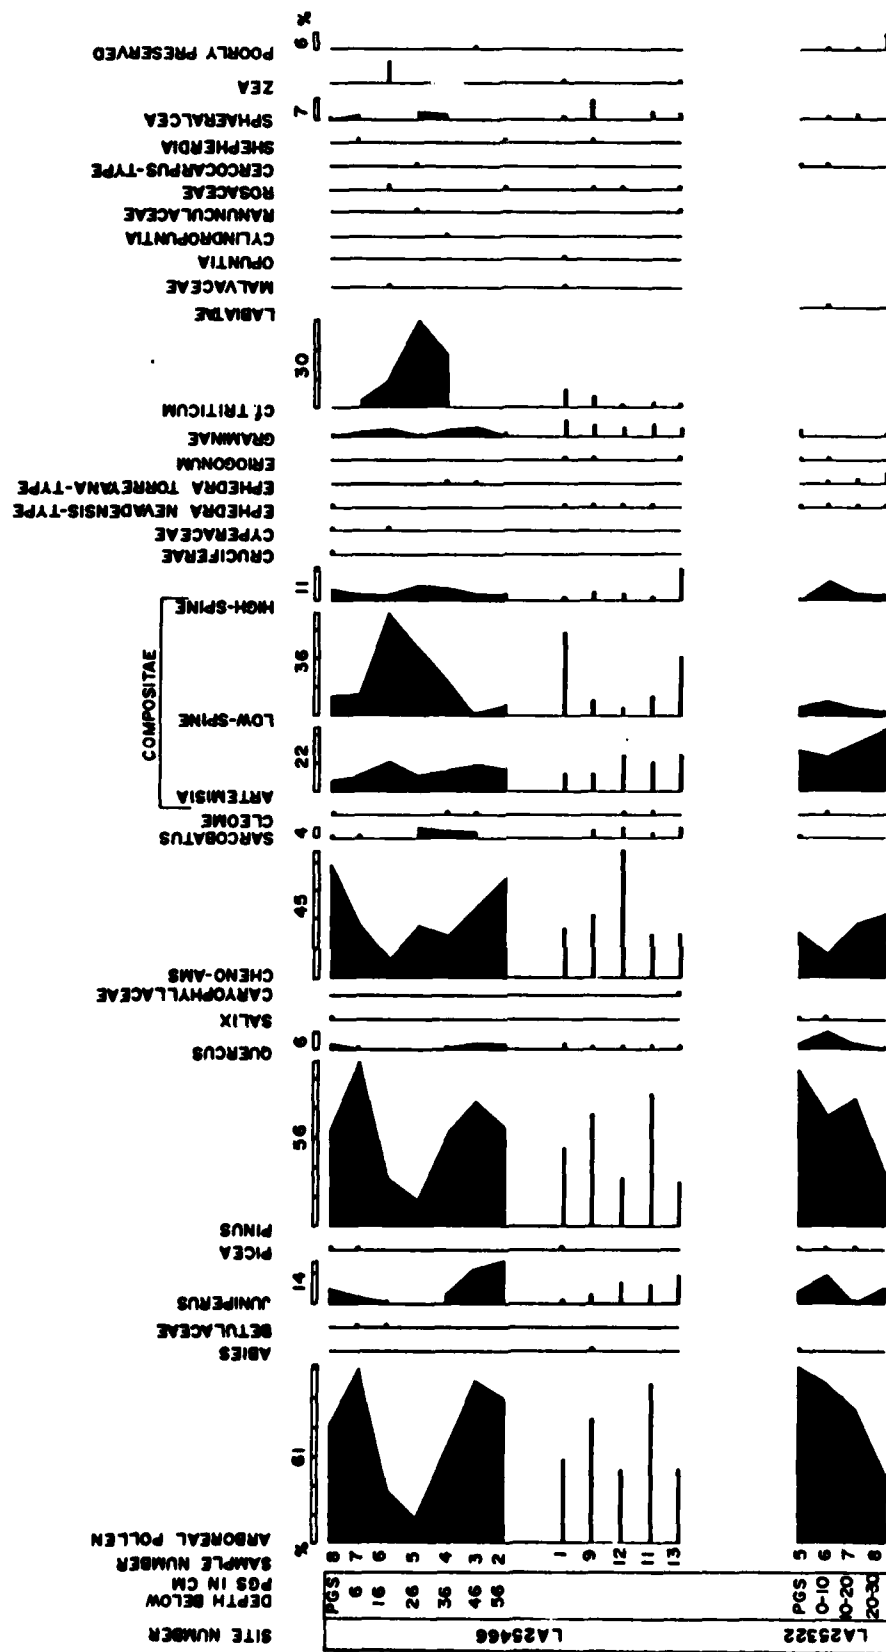 SITE NUMBER
DEPTH BELOW
PGS IN CM
SAMPLE NUMBER
ARBOREAL POLLEN
ABIES
BETULACEAE
JUNIPERUS
PICEA
PINUS
QUERCUS
SALIX
CARYOPHYLLACEAE
CHENO-AMS
SARCOBATUS
CLEOME
COMPOSITAE
ARTEMISIA
LOW-SPINE
HIGH-SPINE
CRUCIFERAE
CYPERACEAE
EPHEDRA NEVADENSIS-TYPE
EPHEDRA TORREYANA-TYPE
ERIOGONUM
GRAMINAE
Cf. TRITICUM
LABIATAE
MALVACEAE
OPUNTIA
CYLINDROPUNTIA
RANUNCULACEAE
ROSACEAE
CERCOCARPUS-TYPE
SHEPHERDIA
SPHAERALCEA
ZEA
POORLY PRESERVED
% 61 14 56 6 45 4 22 36 11 30 7 6 %
LA25466
PGS 8
6 7
16 6
26 5
36 4
46 3
56 2
1
9
12
11
13
LA25322
PGS 5
0-10 6
10-20 7
20-30 8